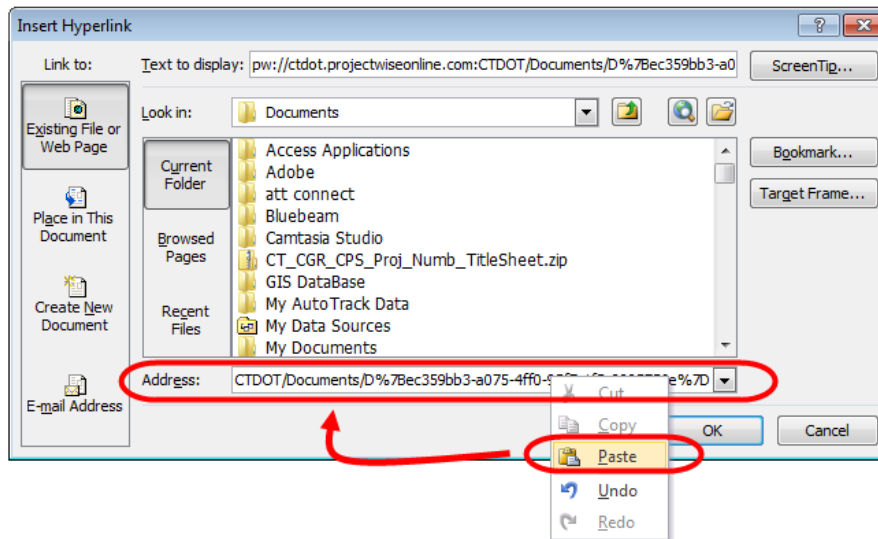 Insert Hyperlink
Link to:
Text to display: pw://ctdot.projectwiseonline.com:CTDOT/Documents/D%7Bec359bb3-a0
ScreenTip...
Existing File or
Web Page
Look in: Documents
Current
Folder
Browsed
Pages
Recent
Files
Access Applications
Adobe
att connect
Bluebeam
Camtasia Studio
CT_CGR_CPS_Proj_Numb_TitleSheet.zip
GIS DataBase
My AutoTrack Data
My Data Sources
My Documents
Bookmark...
Target Frame...
Place in This
Document
Create New
Document
E-mail Address
Address: CTDOT/Documents/D%7Bec359bb3-a075-4ff0-
Cut
Copy
Paste
Undo
Redo
OK
Cancel